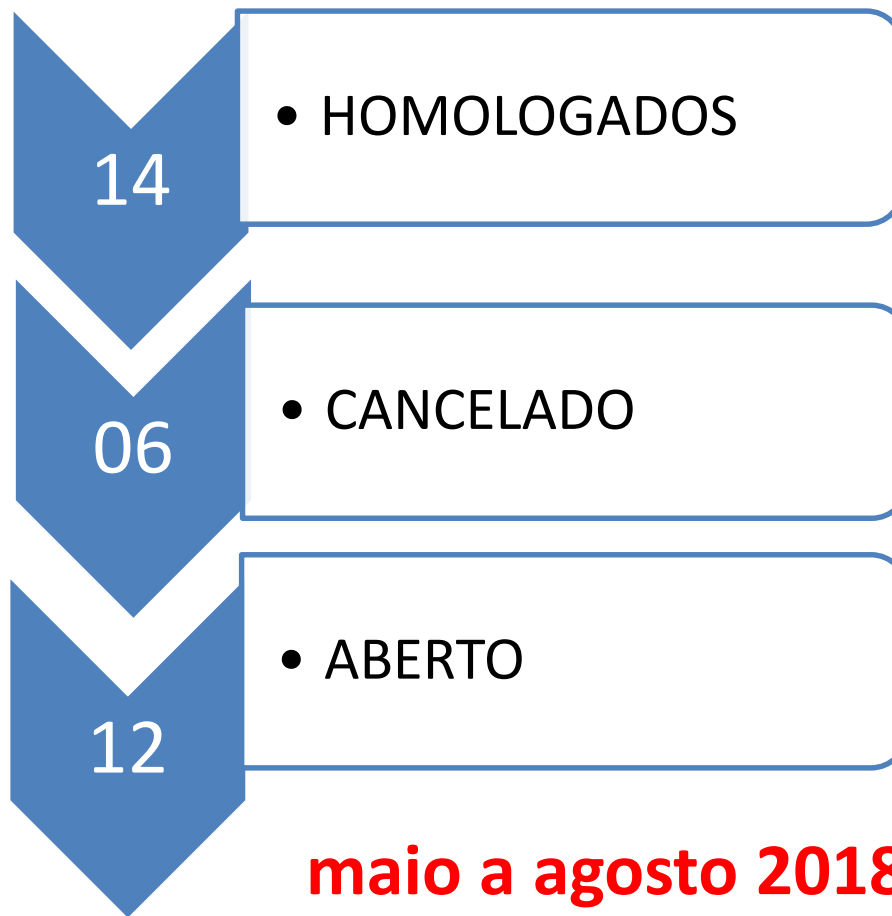 14
• HOMOLOGADOS
06
• CANCELADO
12
• ABERTO
maio a agosto 2018